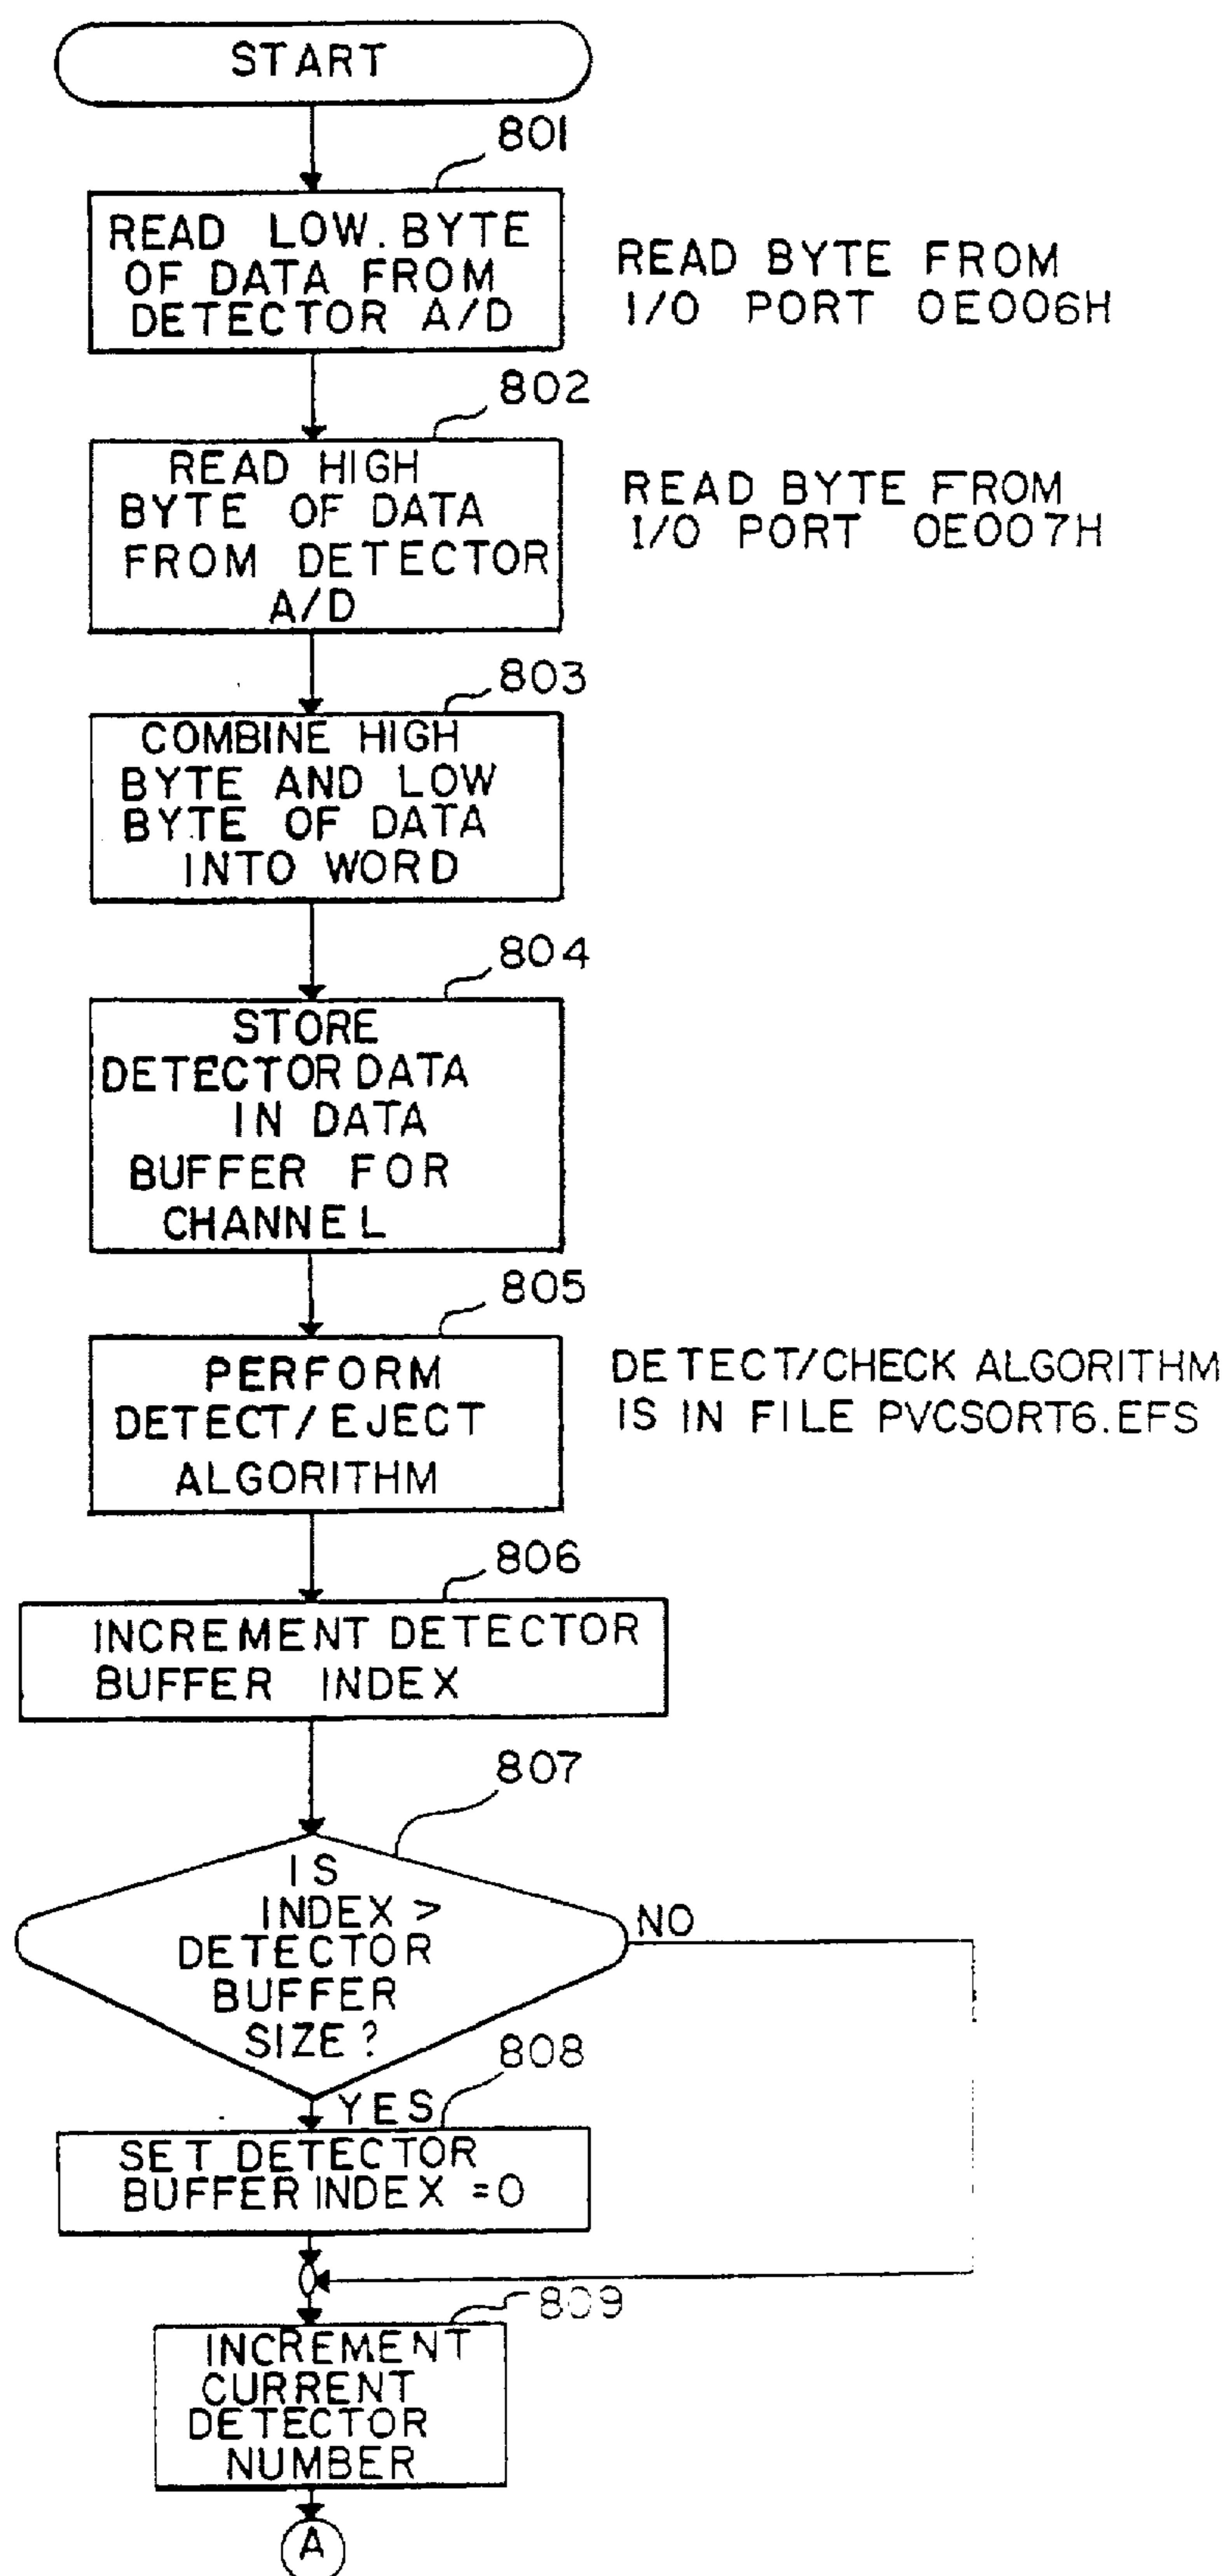 START
801
READ LOW. BYTE
OF DATA FROM
DETECTOR A/D
READ BYTE FROM
I/O PORT OE006H
802
READ HIGH
BYTE OF DATA
FROM DETECTOR
A/D
READ BYTE FROM
I/O PORT OE007H
803
COMBINE HIGH
BYTE AND LOW
BYTE OF DATA
INTO WORD
804
STORE
DETECTOR DATA
IN DATA
BUFFER FOR
CHANNEL
805
PERFORM
DETECT/EJECT
ALGORITHM
DETECT/CHECK ALGORITHM
IS IN FILE PVCSORT6.EFS
806
INCREMENT DETECTOR
BUFFER INDEX
807
IS
INDEX >
DETECTOR
BUFFER
SIZE?
NO
808
YES
SET DETECTOR
BUFFER INDEX =0
809
INCREMENT
CURRENT
DETECTOR
NUMBER
A